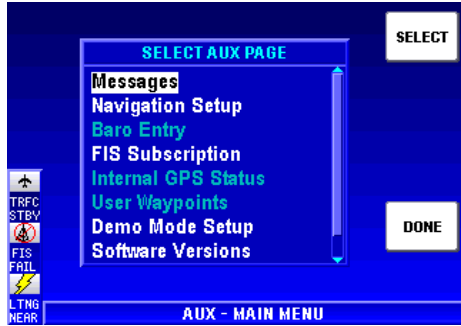 SELECT
SELECT AUX PAGE
Messages
Navigation Setup
Baro Entry
FIS Subscription
Internal GPS Status
User Waypoints
Demo Mode Setup
Software Versions
TRFC
STBY
FIS
FAIL
LTNG
NEAR
DONE
AUX - MAIN MENU